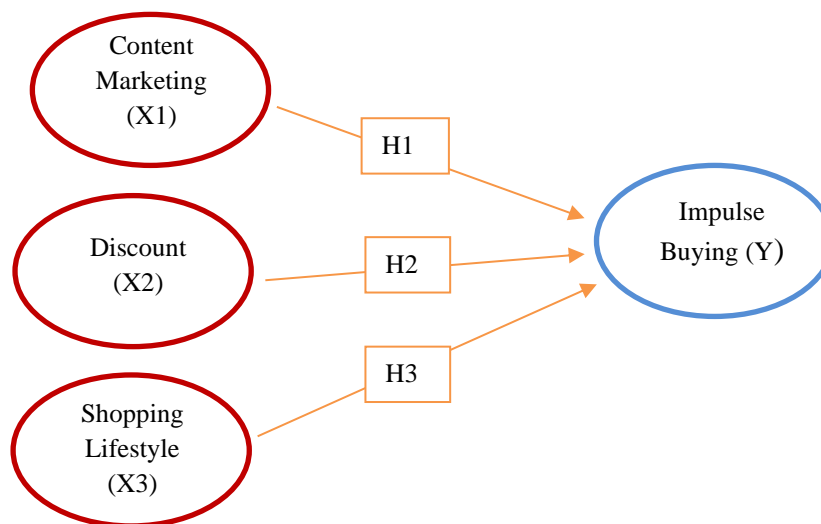 Content
Marketing
(X1)
H1
Impulse
Buying (Y)
Discount
(X2)
H2
H3
Shopping
Lifestyle
(X3)